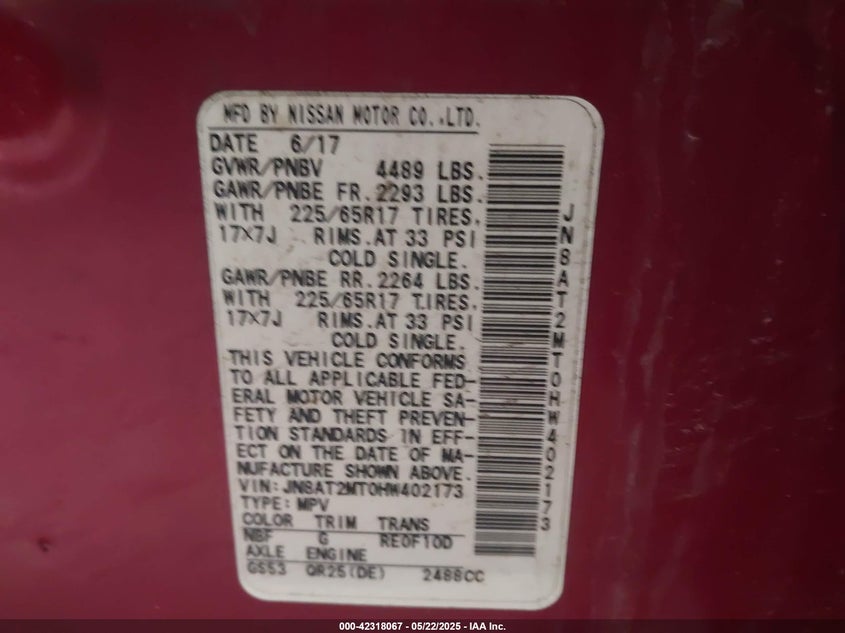 MFD BY NISSAN MOTOR CO.,LTD.
DATE 6/17
GVWR/PNBV 4489 LBS.
GAWR/PNBE FR. 2293 LBS.
WITH 225/65R17 TIRES,
17×7J RIMS.AT 33 PSI
COLD SINGLE.
GAWR/PNBE RR. 2264 LBS.
WITH 225/65R17 TIRES,
17×7J RIMS.AT 33 PSI
COLD SINGLE.
THIS VEHICLE CONFORMS
TO ALL APPLICABLE FED-
ERAL MOTOR VEHICLE SA-
FETY AND THEFT PREVEN-
TION STANDARDS IN EFF-
ECT ON THE DATE OF MA-
NUFACTURE SHOWN ABOVE.
VIN:JN8AT2MT0HW402173
TYPE:MPV
COLOR TRIM TRANS
NBF G RE0F10D
AXLE ENGINE
GS53 QR25(DE) 2488CC
JN8AT2MT0HW402173
000-42318067 - 05/22/2025 - IAA Inc.